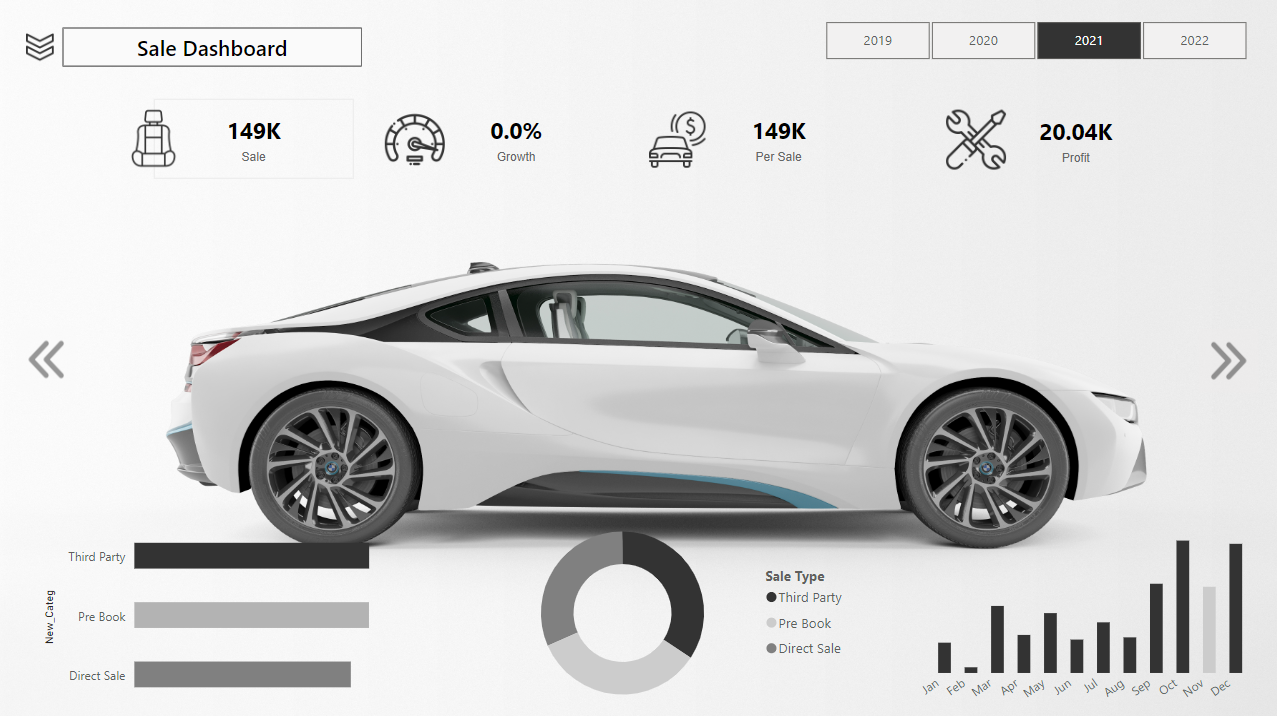 Sale Dashboard
2019
2020
2021
2022
149K
Sale
0.0%
Growth
149K
Per Sale
20.04K
Profit
$
New_Categ
Third Party
Pre Book
Direct Sale
Sale Type
Third Party
Pre Book
Direct Sale
Jan
Feb
Mar
Apr
May
Jun
Jul
Aug
Sep
Oct
Nov
Dec